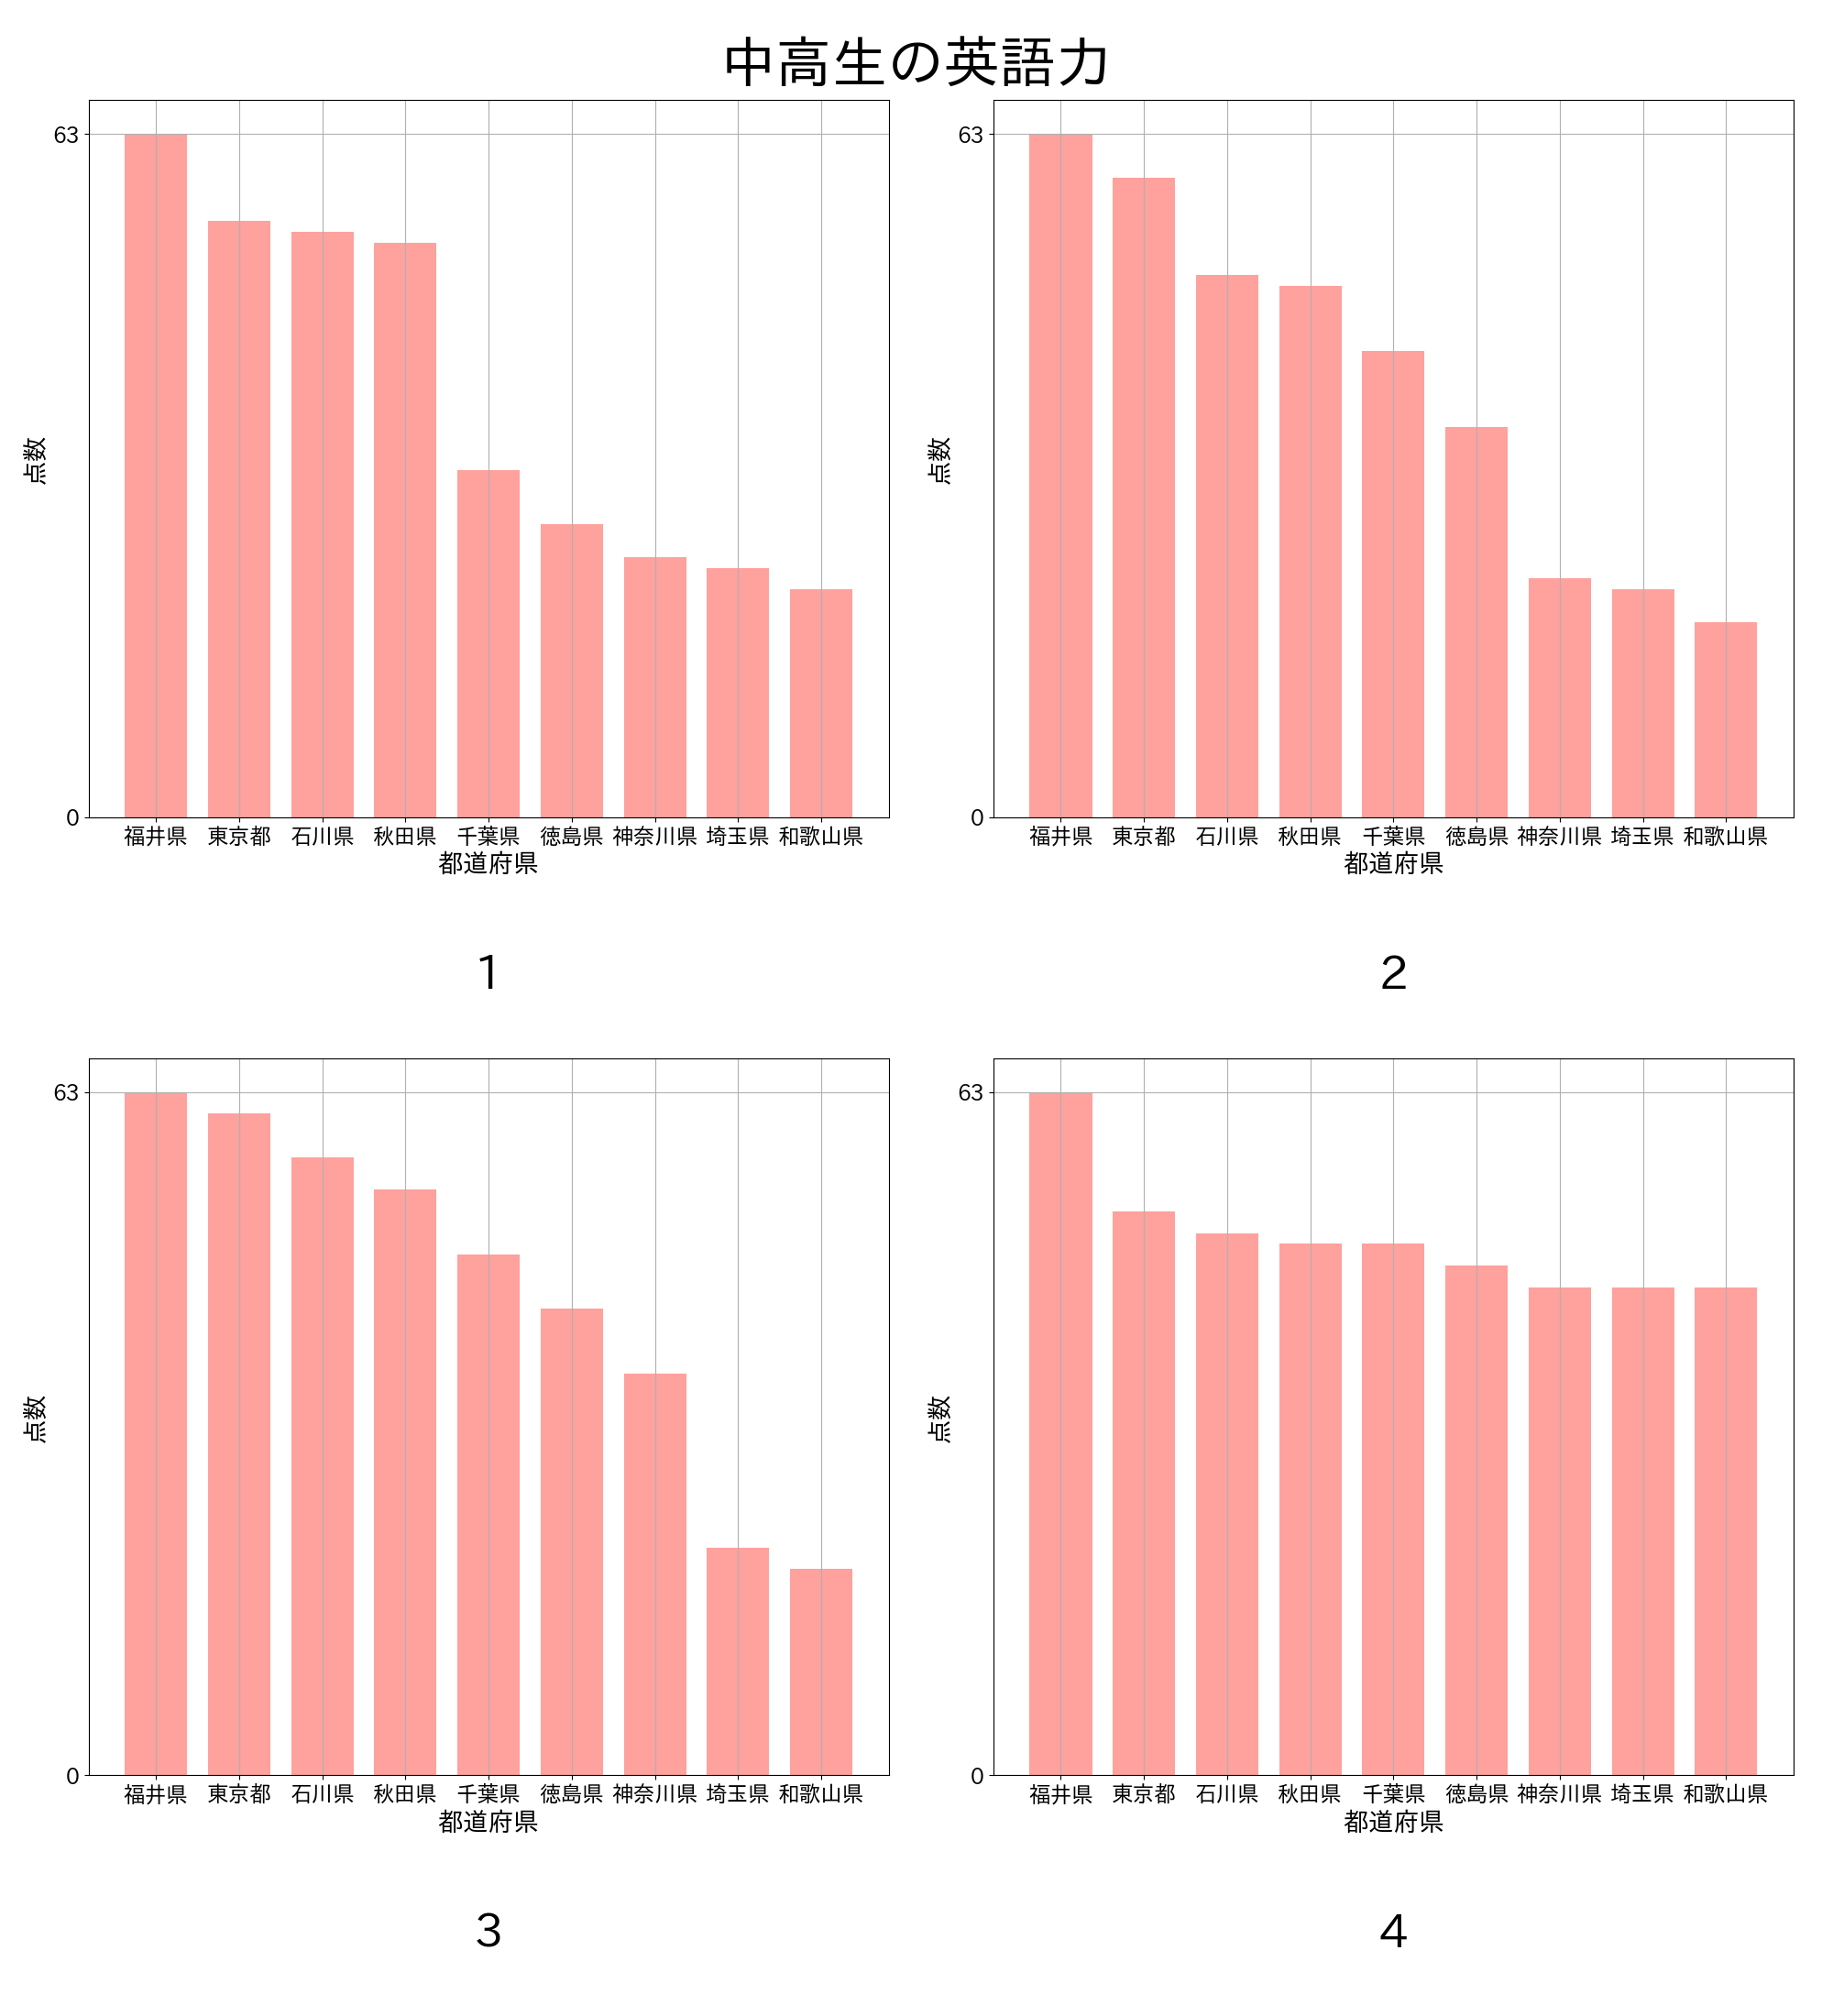 中高生の英語力
63
0
点数
福井県 東京都 石川県 秋田県 千葉県 徳島県 神奈川県 埼玉県 和歌山県
都道府県
1
63
0
点数
福井県 東京都 石川県 秋田県 千葉県 徳島県 神奈川県 埼玉県 和歌山県
都道府県
2
63
0
点数
福井県 東京都 石川県 秋田県 千葉県 徳島県 神奈川県 埼玉県 和歌山県
都道府県
3
63
0
点数
福井県 東京都 石川県 秋田県 千葉県 徳島県 神奈川県 埼玉県 和歌山県
都道府県
4